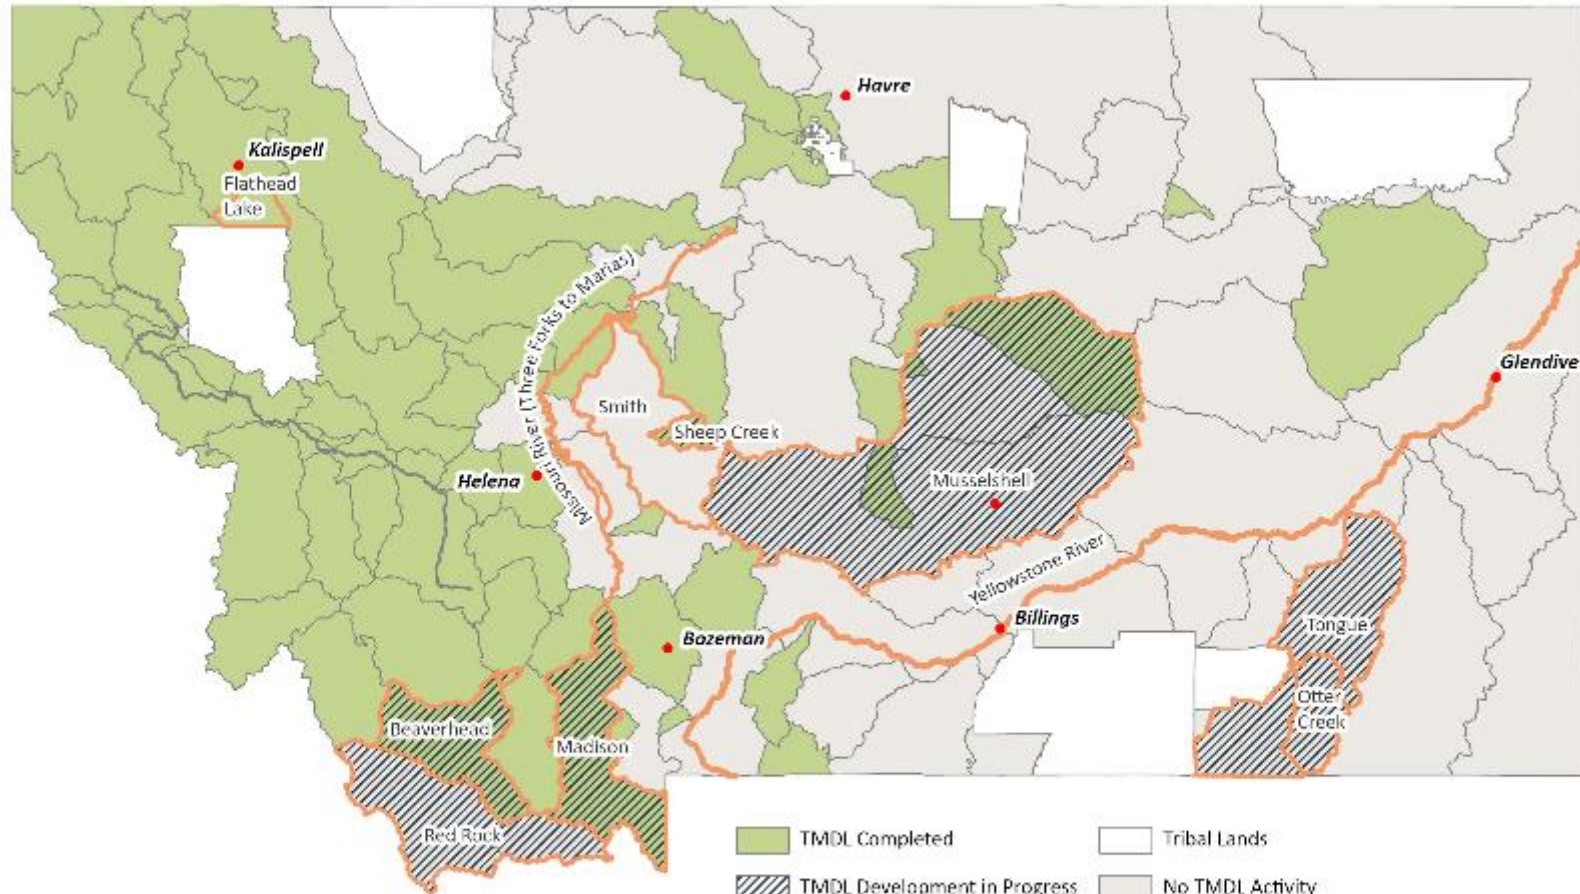 Havre
Kalispell
Flathead
Lake
Missouri River (Three Forks to Marias)
Glendive
Smith
Sheep Creek
Helena
Musselshell
Yellowstone River
Billings
Tongue
Bozeman
Otter
Creek
Beaverhead
Madison
Red Rock
TMDL Completed
Tribal Lands
TMDL Development in Progress
No TMDL Activity